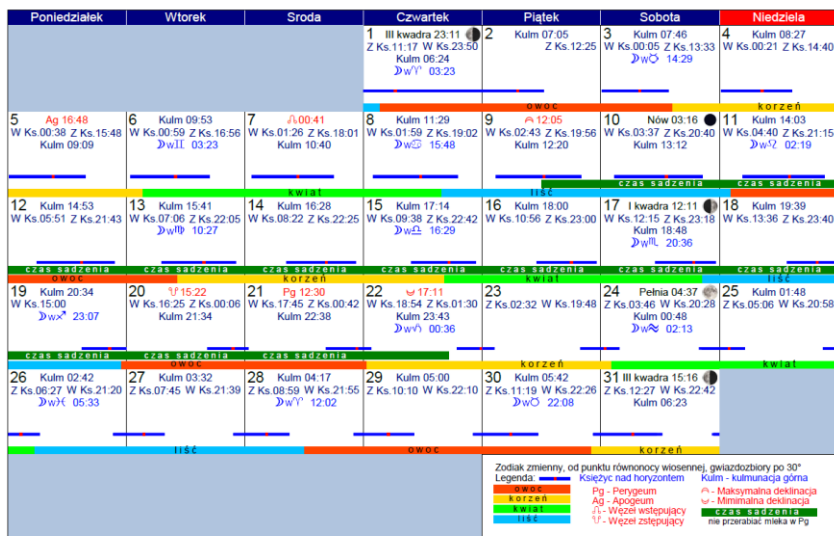 Poniedziałek Wtorek Środa Czwartek Piątek Sobota Niedziela
1 III kwadra 23:11
Z Ks.11:17 W Ks.23:50
Kulm 06:24
☽w♈ 03:23
2 Kulm 07:05
Z Ks.12:25
3 Kulm 07:46
W Ks.00:05 Z Ks.13:33
☽w♉ 14:29
4 Kulm 08:27
W Ks.00:21 Z Ks.14:40
owoc korzeń
5 Ag 16:48
W Ks.00:38 Z Ks.15:48
Kulm 09:09
6 Kulm 09:53
W Ks.00:59 Z Ks.16:56
☽w♊ 03:23
7 ☊00:41
W Ks.01:26 Z Ks.18:01
Kulm 10:40
8 Kulm 11:29
W Ks.01:59 Z Ks.19:02
☽w♋ 15:48
9 12:05
W Ks.02:43 Z Ks.19:56
Kulm 12:20
10 Nów 03:16
W Ks.03:37 Z Ks.20:40
Kulm 13:12
11 Kulm 14:03
W Ks.04:40 Z Ks.21:15
☽w♌ 02:19
czas sadzenia czas sadzenia
kwiat liść
12 Kulm 14:53
W Ks.05:51 Z Ks.21:43
13 Kulm 15:41
W Ks.07:06 Z Ks.22:05
☽w♍ 10:27
14 Kulm 16:28
W Ks.08:22 Z Ks.22:25
15 Kulm 17:14
W Ks.09:38 Z Ks.22:42
☽w♎ 16:29
16 Kulm 18:00
W Ks.10:56 Z Ks.23:00
17 I kwadra 12:11
W Ks.12:15 Z Ks.23:18
Kulm 18:48
☽w♏ 20:36
18 Kulm 19:39
W Ks.13:36 Z Ks.23:40
czas sadzenia czas sadzenia czas sadzenia czas sadzenia czas sadzenia czas sadzenia czas sadzenia
owoc korzeń kwiat liść
19 Kulm 20:34
W Ks.15:00
☽w♐ 23:07
20 ☋15:22
W Ks.16:25 Z Ks.00:06
Kulm 21:34
21 Pg 12:30
W Ks.17:45 Z Ks.00:42
Kulm 22:38
22 17:11
W Ks.18:54 Z Ks.01:30
Kulm 23:43
☽w♑ 00:36
23
Z Ks.02:32 W Ks.19:48
24 Pełnia 04:37
Z Ks.03:46 W Ks.20:28
Kulm 00:48
☽w♒ 02:13
25 Kulm 01:48
Z Ks.05:06 W Ks.20:58
czas sadzenia czas sadzenia czas sadzenia czas sadzenia
owoc korzeń kwiat
26 Kulm 02:42
Z Ks.06:27 W Ks.21:20
☽w♓ 05:33
27 Kulm 03:32
Z Ks.07:45 W Ks.21:39
28 Kulm 04:17
Z Ks.08:59 W Ks.21:55
☽w♈ 12:02
29 Kulm 05:00
Z Ks.10:10 W Ks.22:10
30 Kulm 05:42
Z Ks.11:19 W Ks.22:26
☽w♉ 22:08
31 III kwadra 15:16
Z Ks.12:27 W Ks.22:42
Kulm 06:23
liść owoc korzeń
Zodiak zmienny, od punktu równonocy wiosennej, gwiazdozbiory po 30°
Legenda: Księżyc nad horyzontem Kulm - kulmunacja górna
owoc Pg - Perygeum - Maksymalna deklinacja
korzeń Ag - Apogeum - Mimimalna deklinacja
kwiat ☊ - Węzeł wstępujący czas sadzenia
liść ☋ - Węzeł zstępujący nie przerabiać mleka w Pg